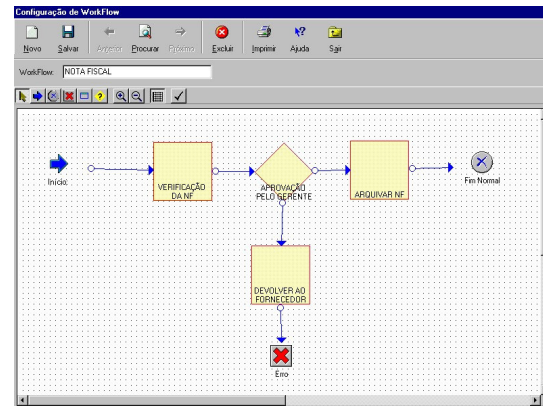 Configuração de WorkFlow
Novo Salvar Anterior Procurar Próximo Excluir Imprimir Ajuda Sair
WorkFlow: NOTA FISCAL
Início:
VERIFICAÇÃO
DA NF
APROVAÇÃO
PELO GERENTE
ARQUIVAR NF
Fim Normal
DEVOLVER AO
FORNECEDOR
Erro